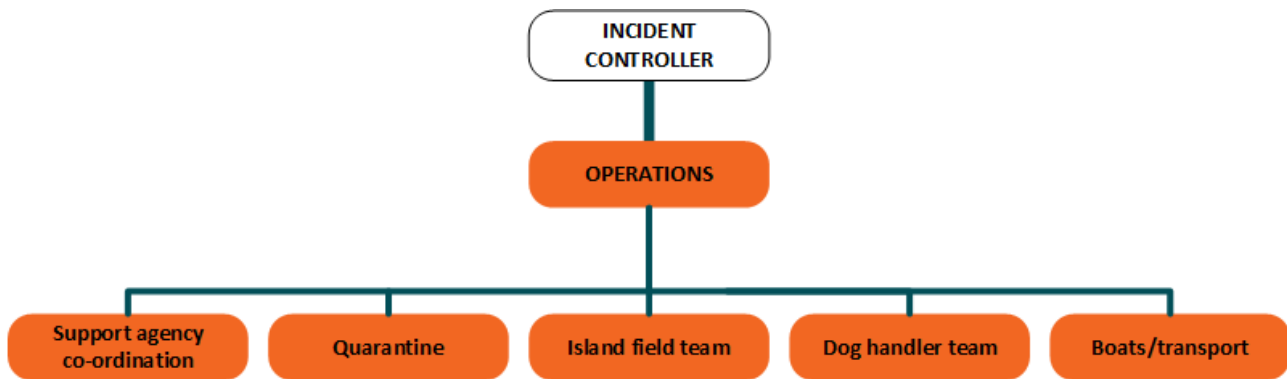 INCIDENT
CONTROLLER
OPERATIONS
Support agency
co-ordination
Quarantine
Island field team
Dog handler team
Boats/transport